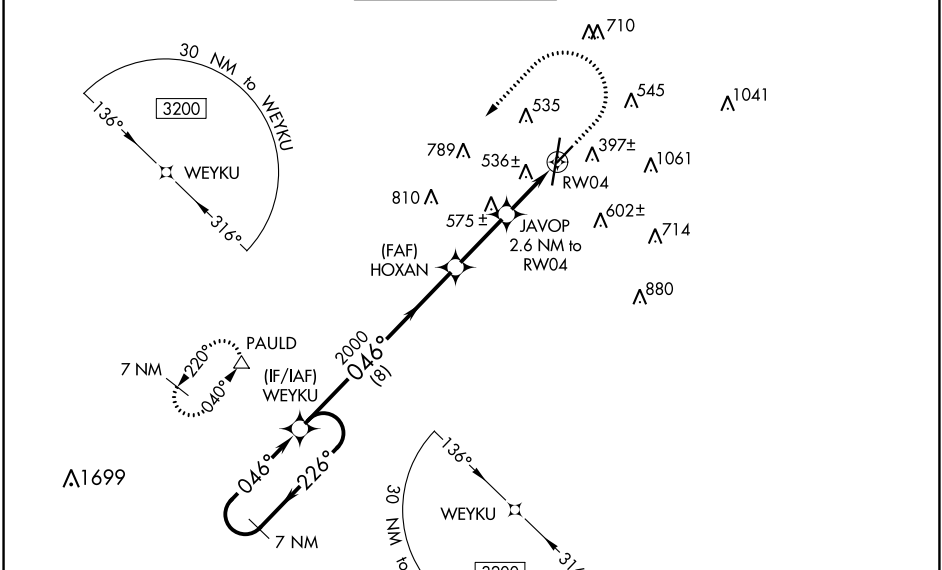 710
30 NM to WEYKU
3200
136°
WEYKU
316°
535
545
1041
789
536±
397±
1061
RW04
810
575±
602±
JAVOP
2.6 NM to
RW04
714
(FAF)
HOXAN
880
2000
046°
(8)
PAULD
220°
7 NM
040°
(IF/IAF)
WEYKU
1699
046°
226°
7 NM
136°
30 NM to
WEYKU